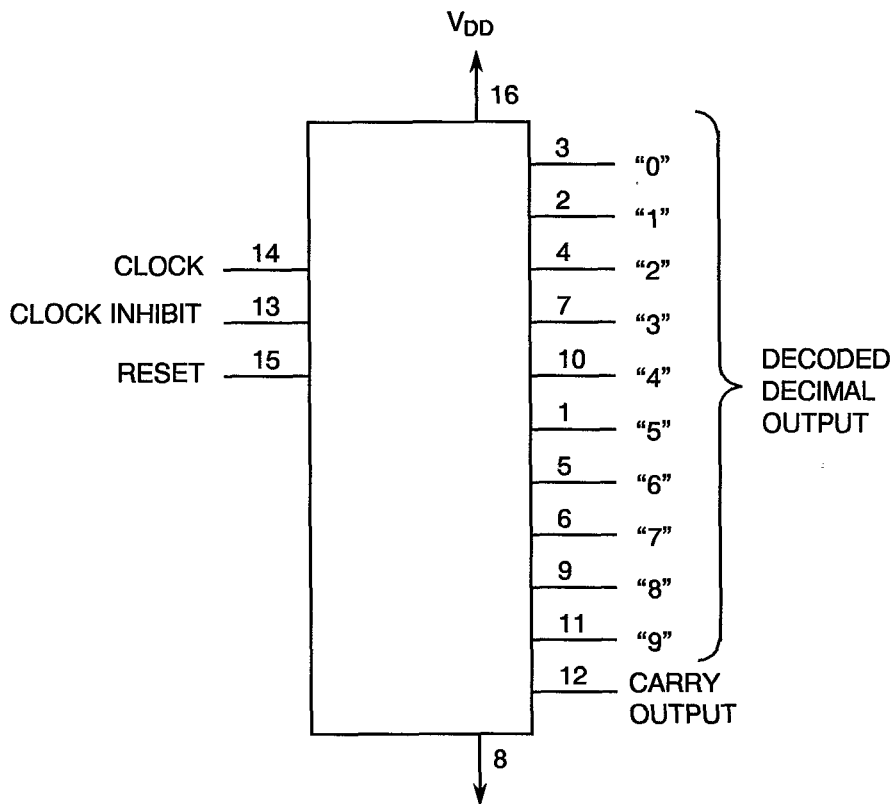 VDD
16
3 “0”
2 “1”
14 4 “2”
CLOCK
13 7 “3”
CLOCK INHIBIT
15 10 “4”
RESET
1 “5”
5 “6”
6 “7”
9 “8”
11 “9”
DECODED
DECIMAL
OUTPUT
12 CARRY
OUTPUT
8